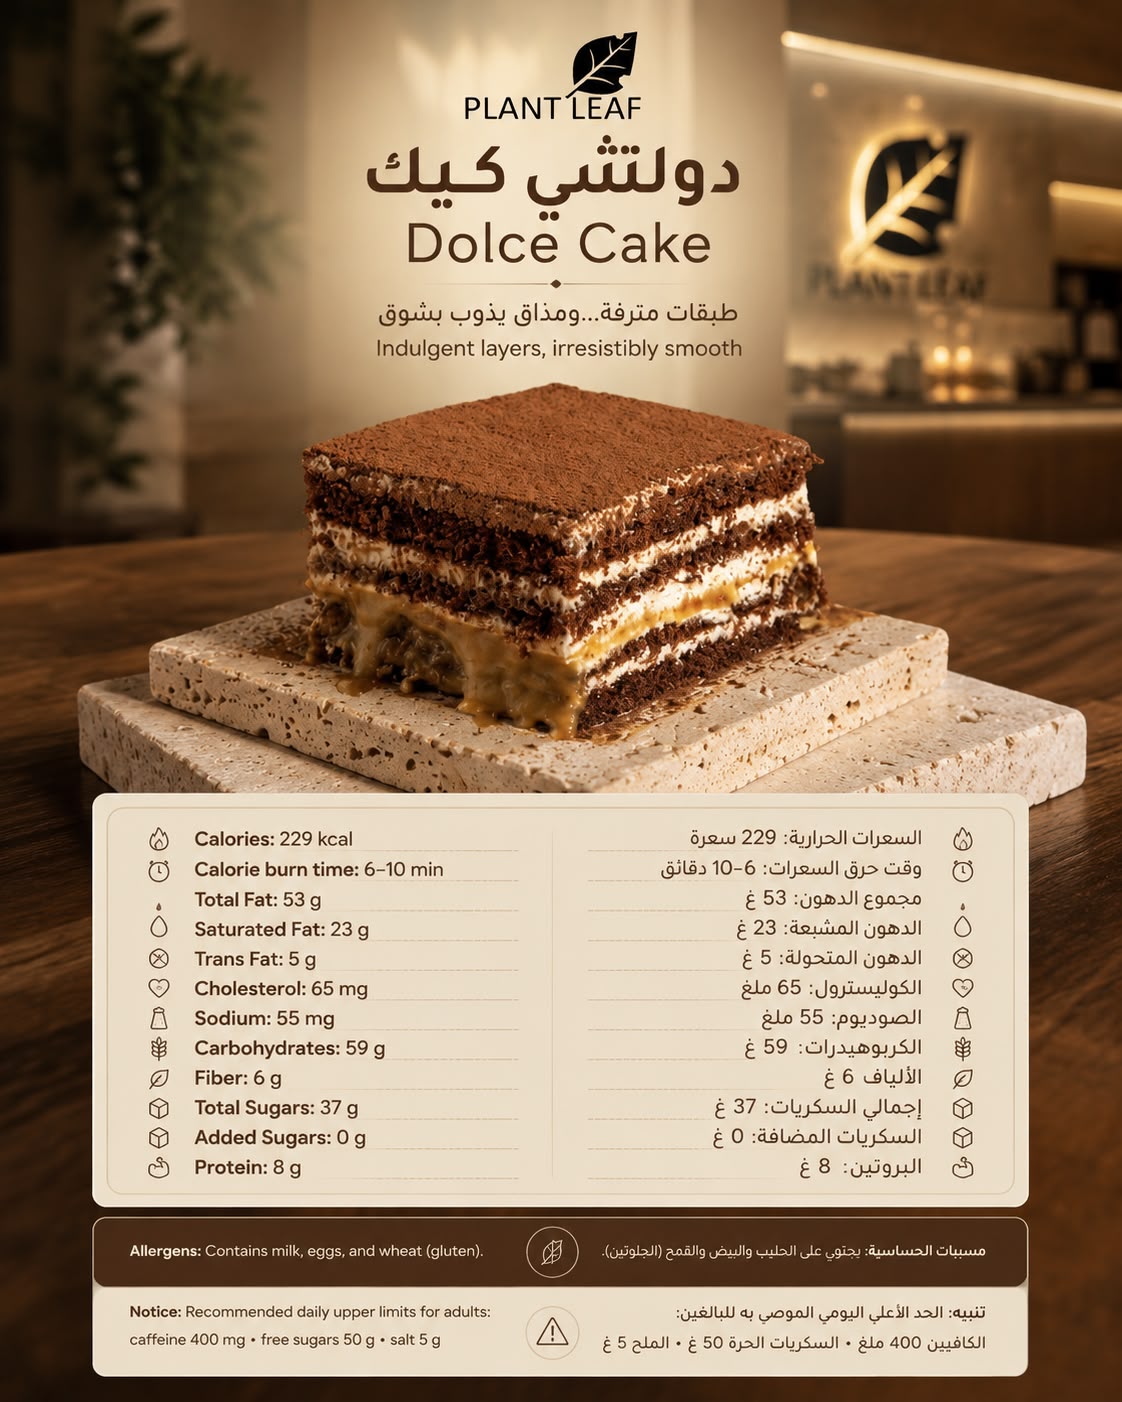 PLANT LEAF
دولتشي كيك
Dolce Cake
طبقات مترفة...ومذاق يذوب بشوق
Indulgent layers, irresistibly smooth
PLANT LEAF
Calories: 229 kcal
Calorie burn time: 6–10 min
Total Fat: 53 g
Saturated Fat: 23 g
Trans Fat: 5 g
Cholesterol: 65 mg
Sodium: 55 mg
Carbohydrates: 59 g
Fiber: 6 g
Total Sugars: 37 g
Added Sugars: 0 g
Protein: 8 g
السعرات الحرارية: 229 سعرة
وقت حرق السعرات: 6–10 دقائق
مجموع الدهون: 53 غ
الدهون المشبعة: 23 غ
الدهون المتحولة: 5 غ
الكوليسترول: 65 ملغ
الصوديوم: 55 ملغ
الكربوهيدرات: 59 غ
الألياف 6 غ
إجمالي السكريات: 37 غ
السكريات المضافة: 0 غ
البروتين: 8 غ
Allergens: Contains milk, eggs, and wheat (gluten).
مسببات الحساسية: يحتوي على الحليب والبيض والقمح (الجلوتين).
Notice: Recommended daily upper limits for adults:
caffeine 400 mg • free sugars 50 g • salt 5 g
تنبيه: الحد الأعلي اليومي الموصي به للبالغين:
الكافيين 400 ملغ • السكريات الحرة 50 غ • الملح 5 غ